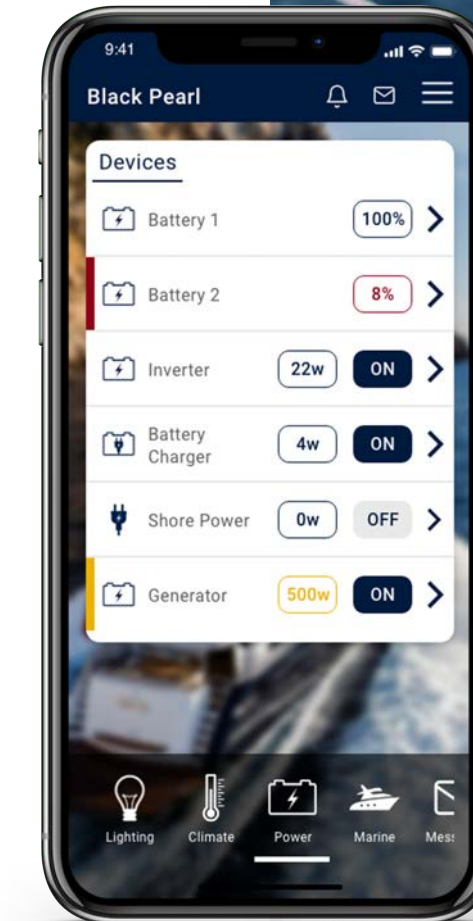 9:41
Black Pearl
Devices
Battery 1 100%
Battery 2 8%
Inverter 22w ON
Battery
Charger 4w ON
Shore Power 0w OFF
Generator 500w ON
Lighting Climate Power Marine Mes